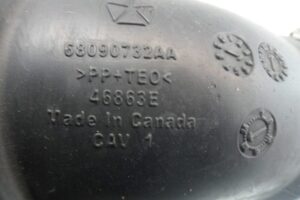 68090732AA
>PP+TEO<
46863E
Made In Canada
CAV 1